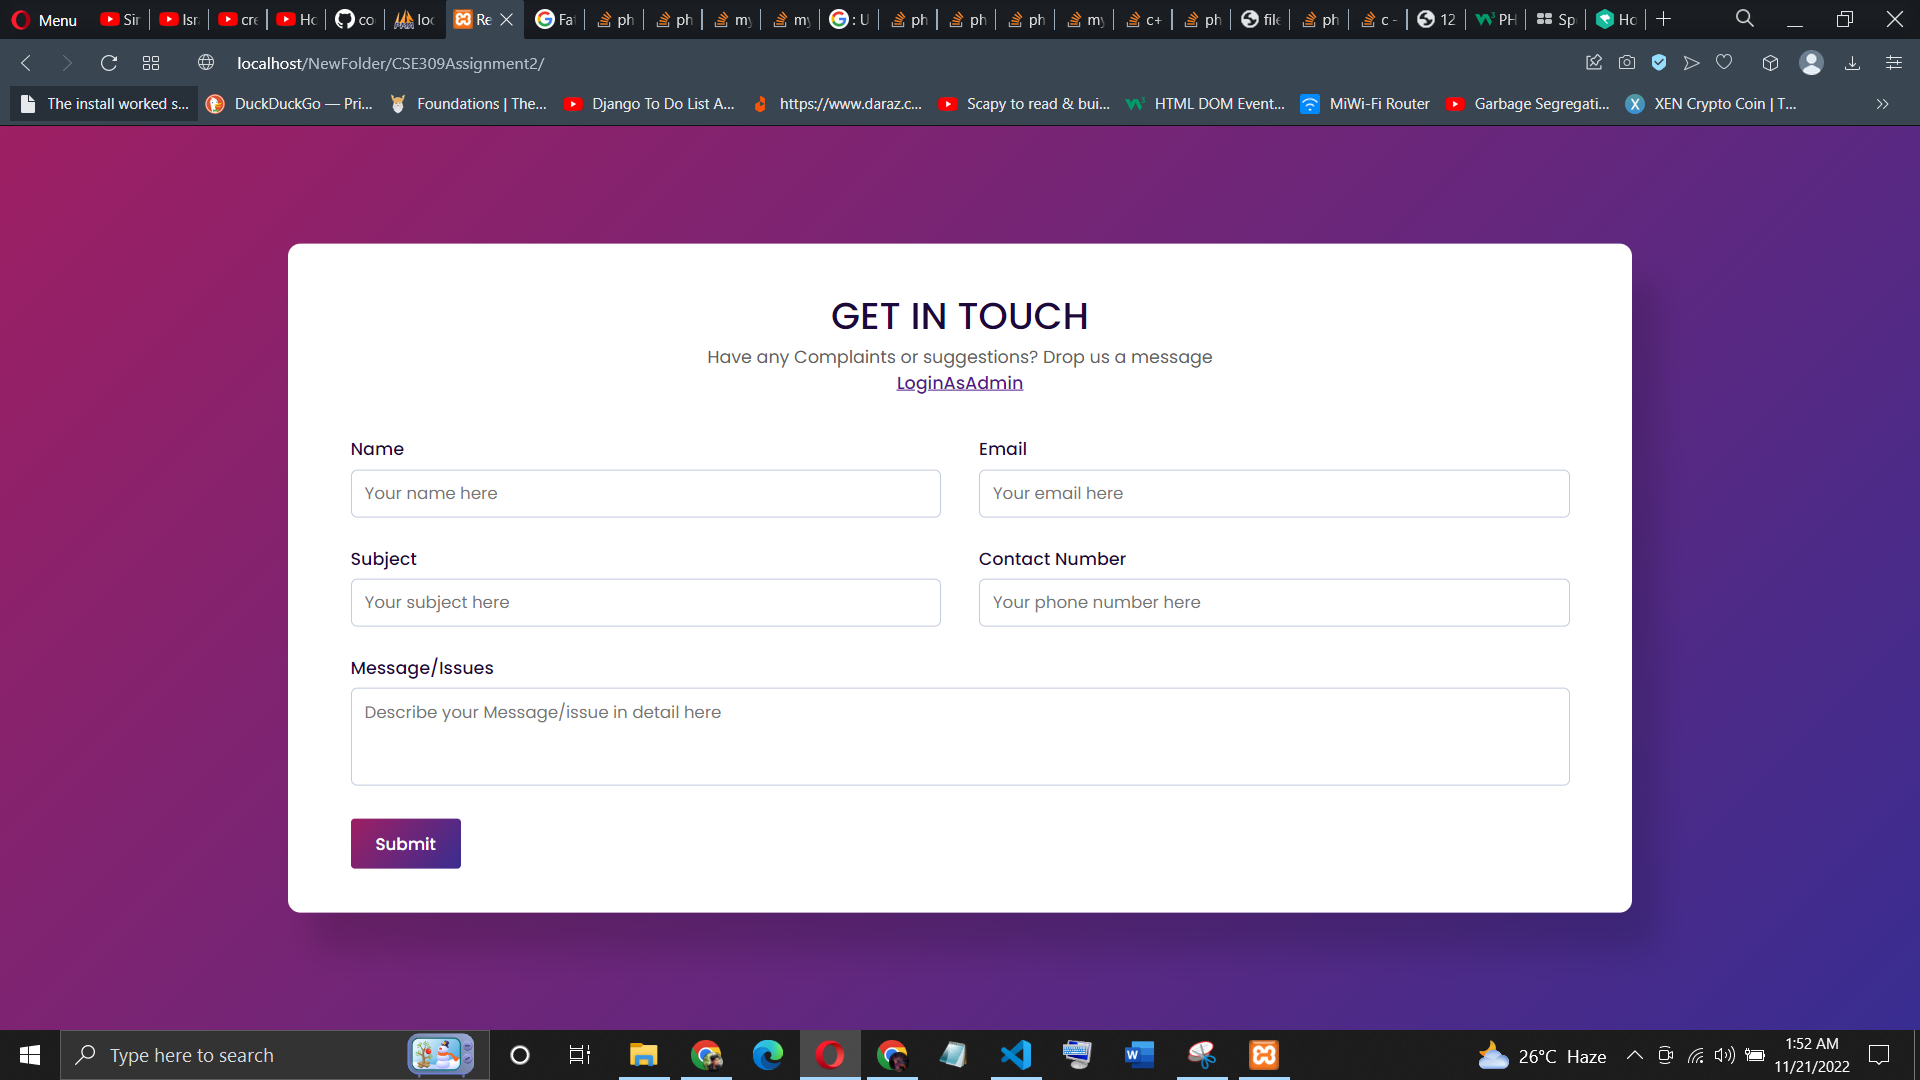 Menu
Sir
Isr
cre
Ho
co
loc
Re
Fa
ph
ph
my
my
: U
ph
ph
ph
my
c+
ph
file
ph
c -
12
PH
Sp
Ho
localhost/NewFolder/CSE309Assignment2/
The install worked s...
DuckDuckGo — Pri...
Foundations | The...
Django To Do List A...
https://www.daraz.c...
Scapy to read & bui...
HTML DOM Event...
MiWi-Fi Router
Garbage Segregati...
XEN Crypto Coin | T...
GET IN TOUCH
Have any Complaints or suggestions? Drop us a message
LoginAsAdmin
Name
Email
Your name here
Your email here
Subject
Contact Number
Your subject here
Your phone number here
Message/Issues
Describe your Message/issue in detail here
Submit
Type here to search
26°C Haze
1:52 AM
11/21/2022